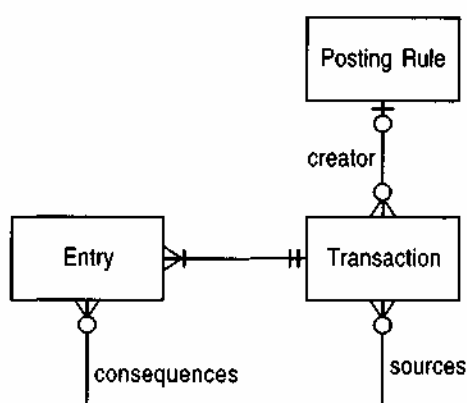 Posting Rule
creator
Entry
Transaction
consequences
sources